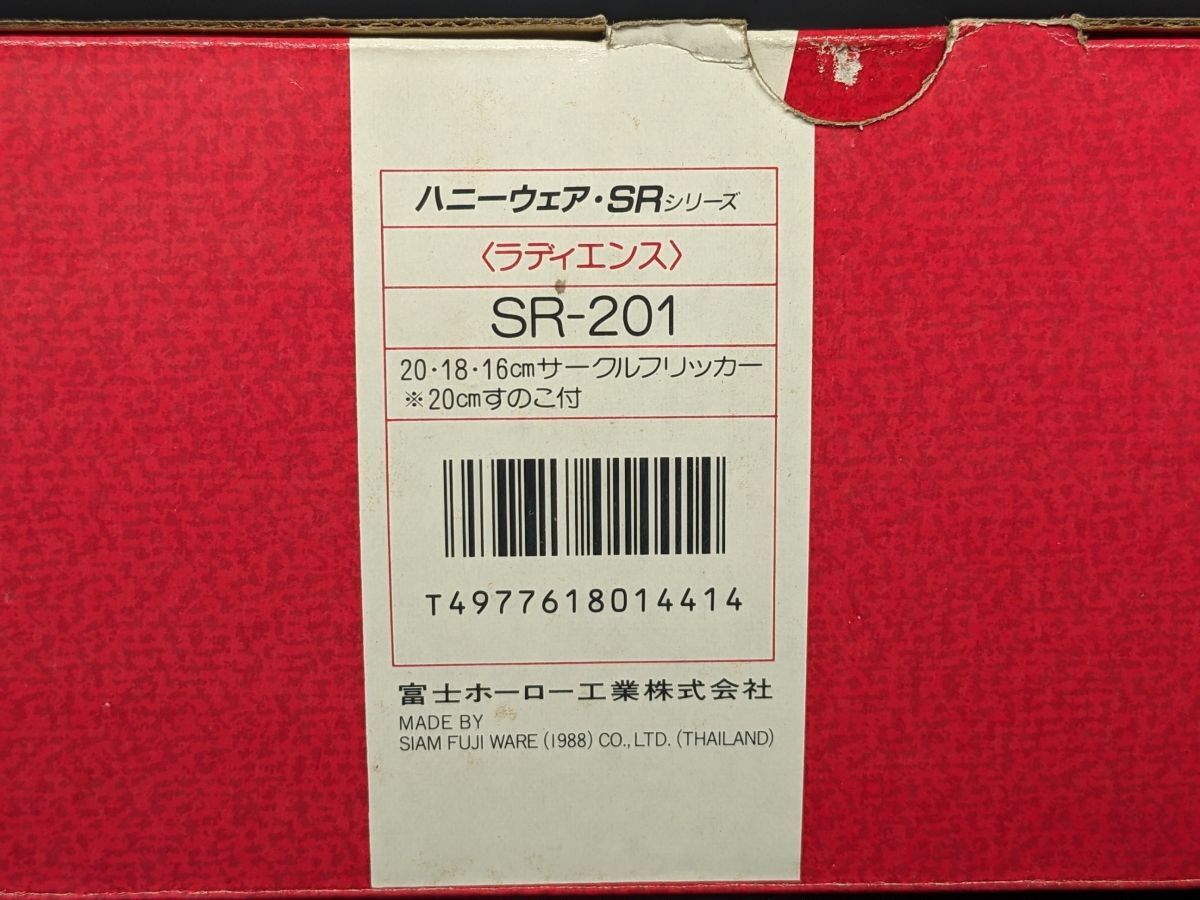 ハニーウェア・SRシリーズ
〈ラディエンス〉
SR-201
20・18・16cmサークルフリッカー
※20cmすのこ付
T4977618014414
富士ホーロー工業株式会社
MADE BY
SIAM FUJI WARE (1988) CO.,LTD. (THAILAND)